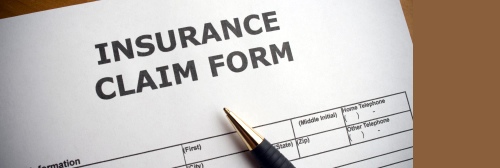 INSURANCE
CLAIM FORM
(First) (Middle Initial) Home Telephone
( ) -
formation (City) (State) (Zip) Other Telephone
( ) -